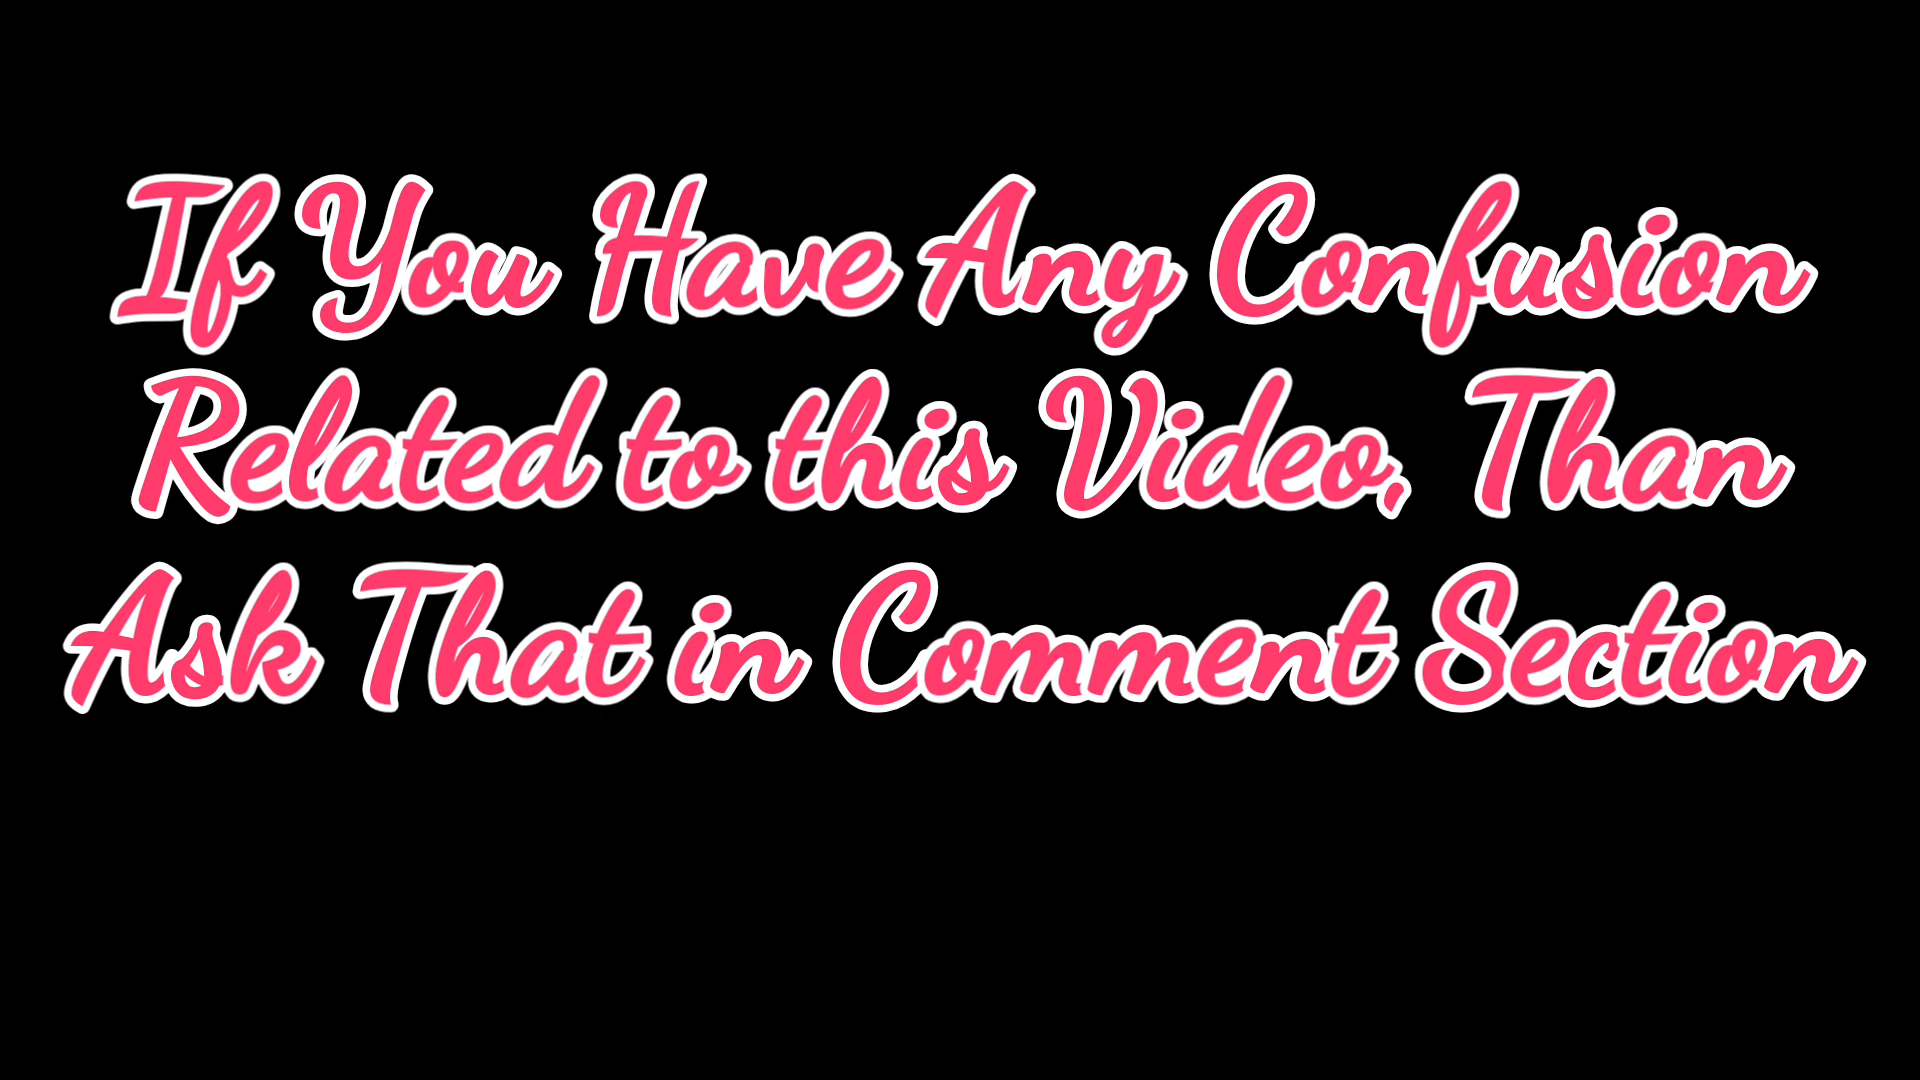 If You Have Any Confusion
Related to this Video, Than
Ask That in Comment Section